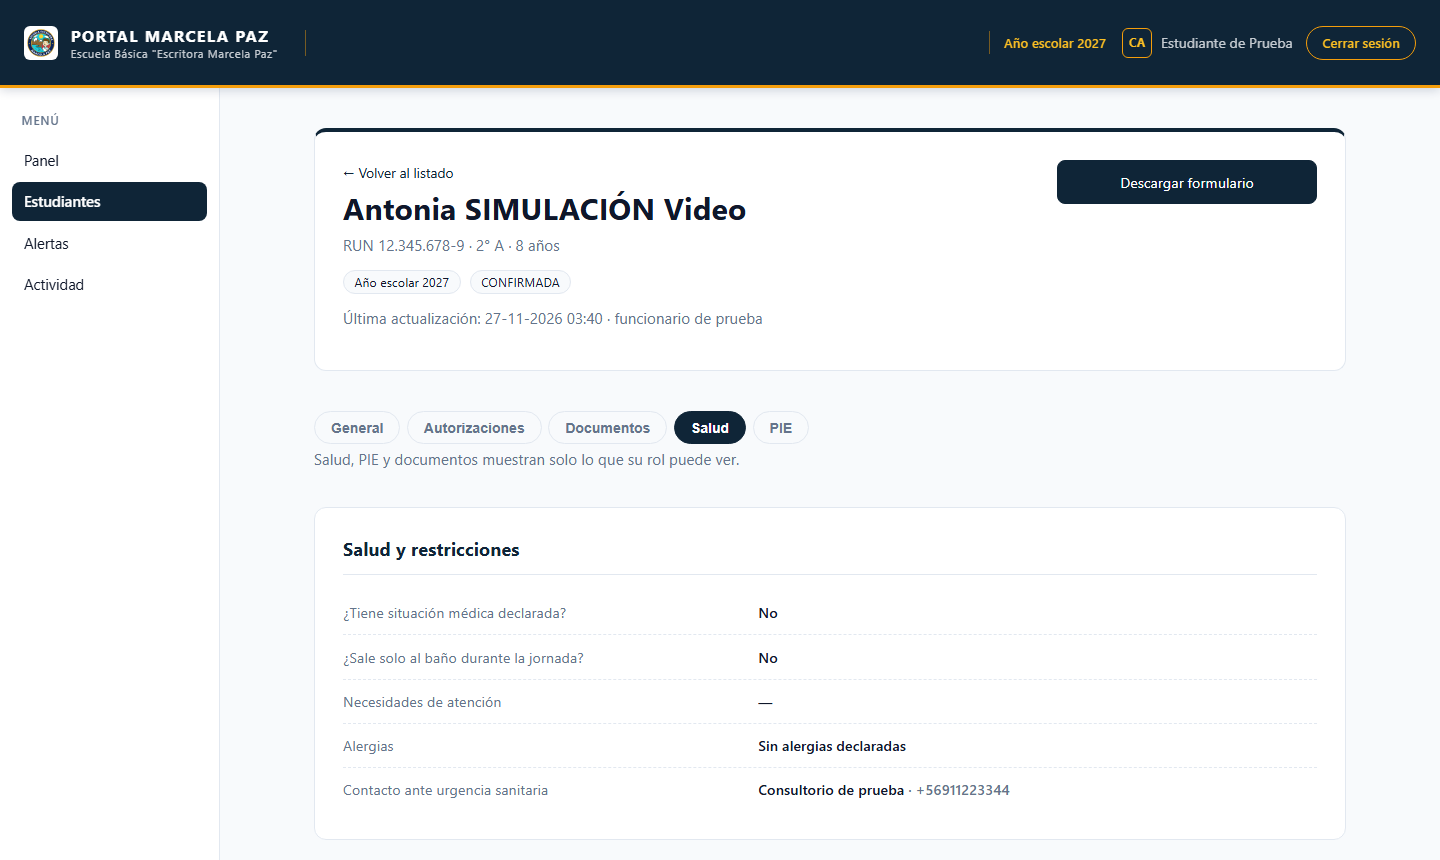 PORTAL MARCELA PAZ
Escuela Básica "Escritora Marcela Paz"
Año escolar 2027
CA
Estudiante de Prueba
Cerrar sesión
MENÚ
Panel
Estudiantes
Alertas
Actividad
← Volver al listado
Descargar formulario
Antonia SIMULACIÓN Video
RUN 12.345.678-9 · 2° A · 8 años
Año escolar 2027
CONFIRMADA
Última actualización: 27-11-2026 03:40 · funcionario de prueba
General
Autorizaciones
Documentos
Salud
PIE
Salud, PIE y documentos muestran solo lo que su rol puede ver.
Salud y restricciones
¿Tiene situación médica declarada? No
¿Sale solo al baño durante la jornada? No
Necesidades de atención —
Alergias Sin alergias declaradas
Contacto ante urgencia sanitaria Consultorio de prueba · +56911223344